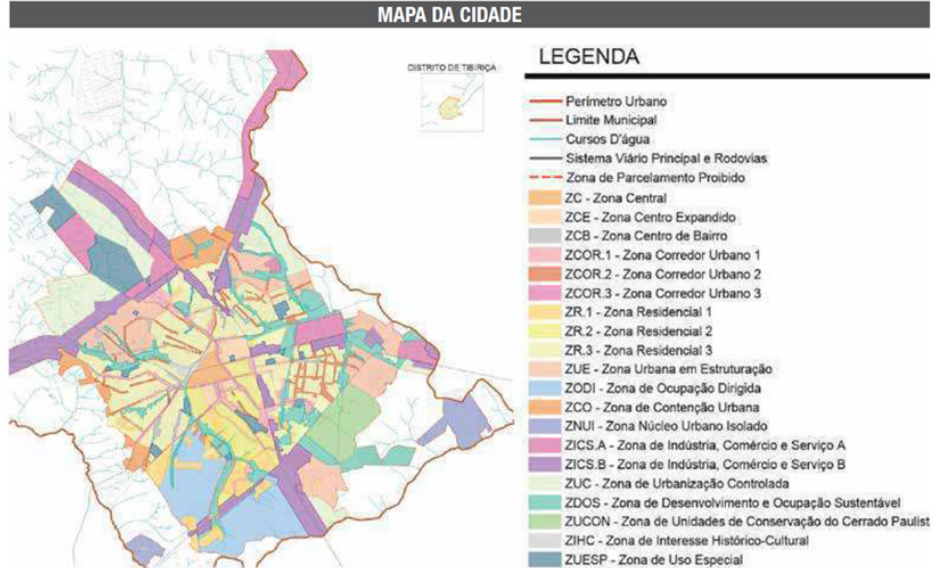 MAPA DA CIDADE
DISTRITO DE TIBIRIÇA
LEGENDA
Perímetro Urbano
Limite Municipal
Cursos D'água
Sistema Viário Principal e Rodovias
Zona de Parcelamento Proibido
ZC - Zona Central
ZCE - Zona Centro Expandido
ZCB - Zona Centro de Bairro
ZCOR.1 - Zona Corredor Urbano 1
ZCOR.2 - Zona Corredor Urbano 2
ZCOR.3 - Zona Corredor Urbano 3
ZR.1 - Zona Residencial 1
ZR.2 - Zona Residencial 2
ZR.3 - Zona Residencial 3
ZUE - Zona Urbana em Estruturação
ZODI - Zona de Ocupação Dirigida
ZCO - Zona de Contenção Urbana
ZNUI - Zona Núcleo Urbano Isolado
ZICS.A - Zona de Indústria, Comércio e Serviço A
ZICS.B - Zona de Indústria, Comércio e Serviço B
ZUC - Zona de Urbanização Controlada
ZDOS - Zona de Desenvolvimento e Ocupação Sustentável
ZUCON - Zona de Unidades de Conservação do Cerrado Paulist
ZIHC - Zona de Interesse Histórico-Cultural
ZUESP - Zona de Uso Especial